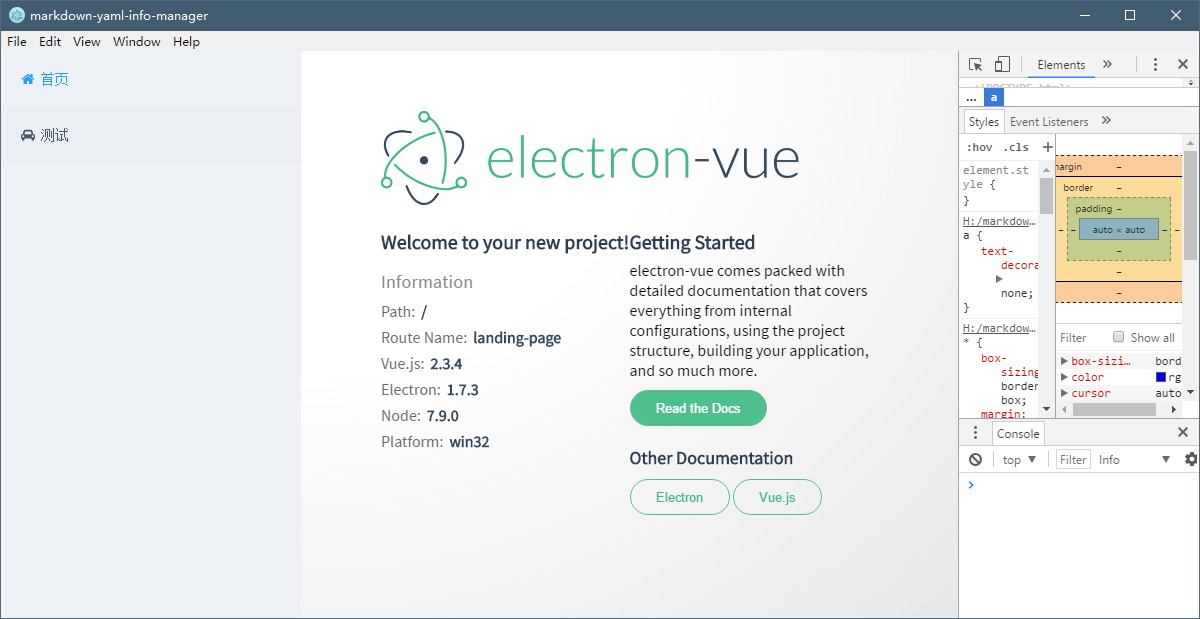 markdown-yaml-info-manager
File Edit View Window Help
首页
测试
electron-vue
Welcome to your new project!
Information
Path: /
Route Name: landing-page
Vue.js: 2.3.4
Electron: 1.7.3
Node: 7.9.0
Platform: win32
Getting Started
electron-vue comes packed with
detailed documentation that covers
everything from internal
configurations, using the project
structure, building your application,
and so much more.
Read the Docs
Other Documentation
Electron Vue.js
Elements »
... a
Styles Event Listeners »
:hov .cls +
element.st
yle {
}
H:/markdow…
a {
text-
decora
▶
none;
}
H:/markdow…
* {
box-
sizing
border
box;
margin:
margin –
border –
padding –
– – auto × auto – –
–
–
–
Filter Show all
▶ box-sizi… bord
▶ color rg
▶ cursor auto
Console
top ▼ Filter Info ▼
>